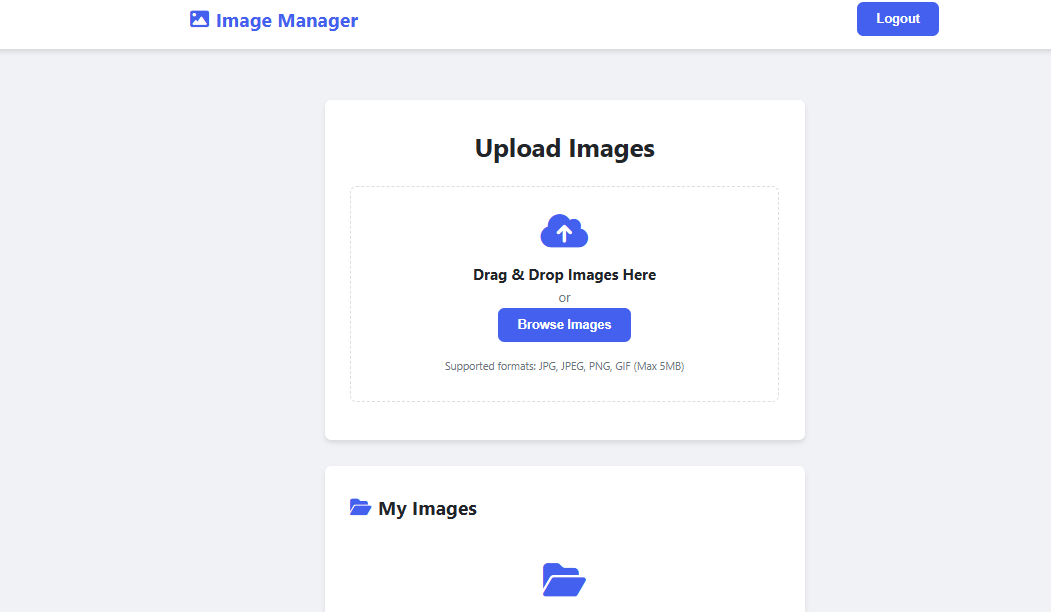 Image Manager
Logout
Upload Images
Drag & Drop Images Here
or
Browse Images
Supported formats: JPG, JPEG, PNG, GIF (Max 5MB)
My Images